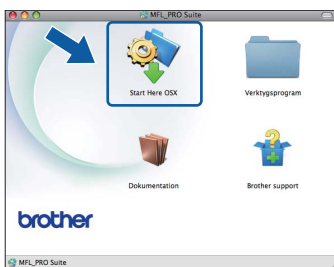 MFL_PRO Suite
Start Here OSX
Verktygsprogram
Dokumentation
Brother support
brother
MFL_PRO Suite